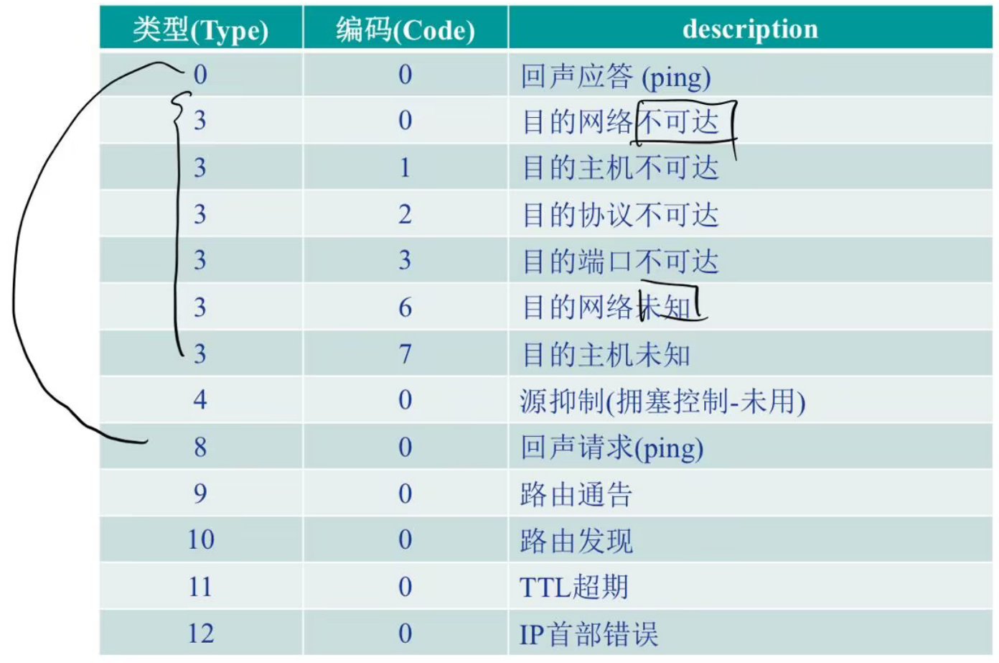 类型(Type) 编码(Code) description
0 0 回声应答 (ping)
3 0 目的网络不可达
3 1 目的主机不可达
3 2 目的协议不可达
3 3 目的端口不可达
3 6 目的网络未知
3 7 目的主机未知
4 0 源抑制(拥塞控制-未用)
8 0 回声请求(ping)
9 0 路由通告
10 0 路由发现
11 0 TTL超期
12 0 IP首部错误